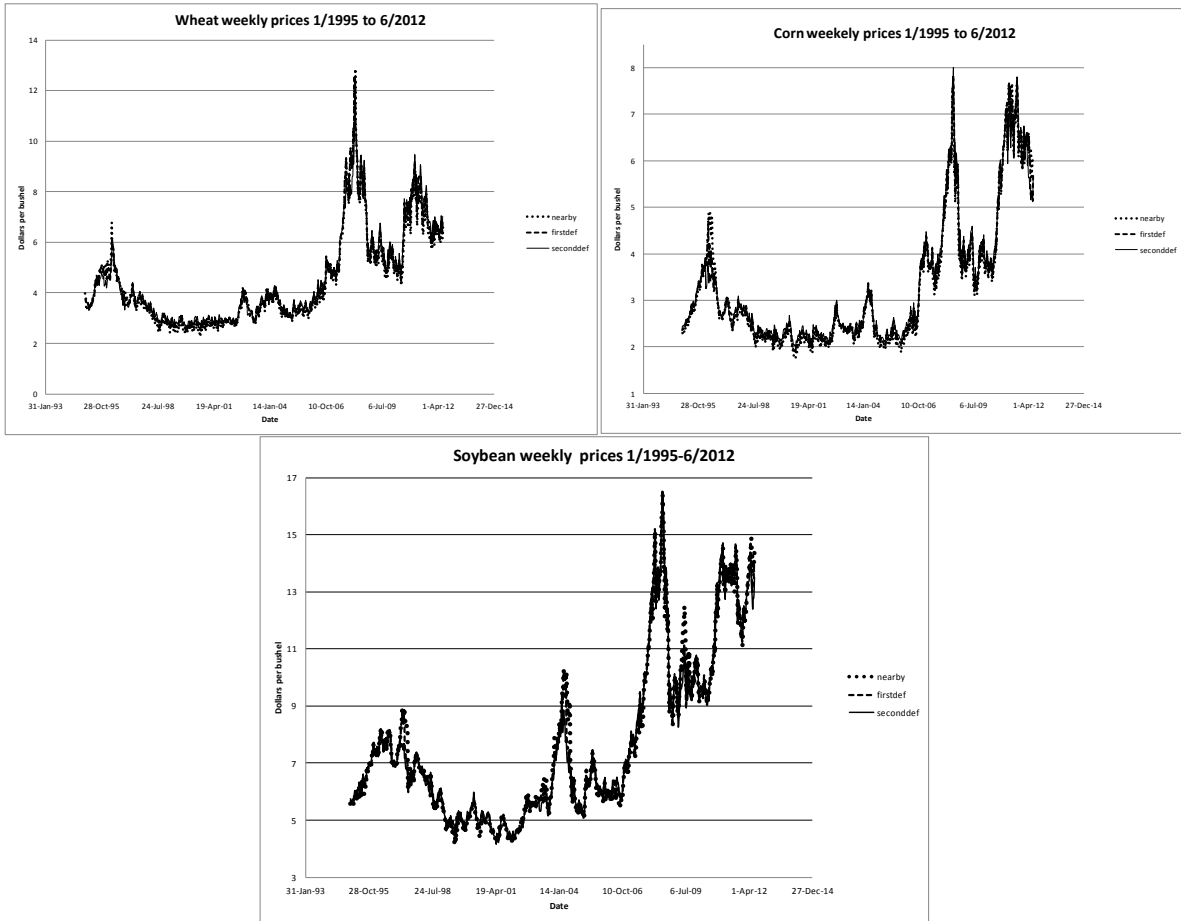 Wheat weekly prices 1/1995 to 6/2012
14
12
10
8
6
4
2
0
Dollars per bushel
31-Jan-93 28-Oct-95 24-Jul-98 19-Apr-01 14-Jan-04 10-Oct-06 6-Jul-09 1-Apr-12 27-Dec-14
Date
nearby
firstdef
seconddef
Corn weekely prices 1/1995 to 6/2012
8
7
6
5
4
3
2
1
Dollars per bushel
31-Jan-93 28-Oct-95 24-Jul-98 19-Apr-01 14-Jan-04 10-Oct-06 6-Jul-09 1-Apr-12 27-Dec-14
Date
nearby
firstdef
seconddef
Soybean weekly prices 1/1995-6/2012
17
15
13
11
9
7
5
3
Dollars per bushel
31-Jan-93 28-Oct-95 24-Jul-98 19-Apr-01 14-Jan-04 10-Oct-06 6-Jul-09 1-Apr-12 27-Dec-14
Date
nearby
firstdef
seconddef